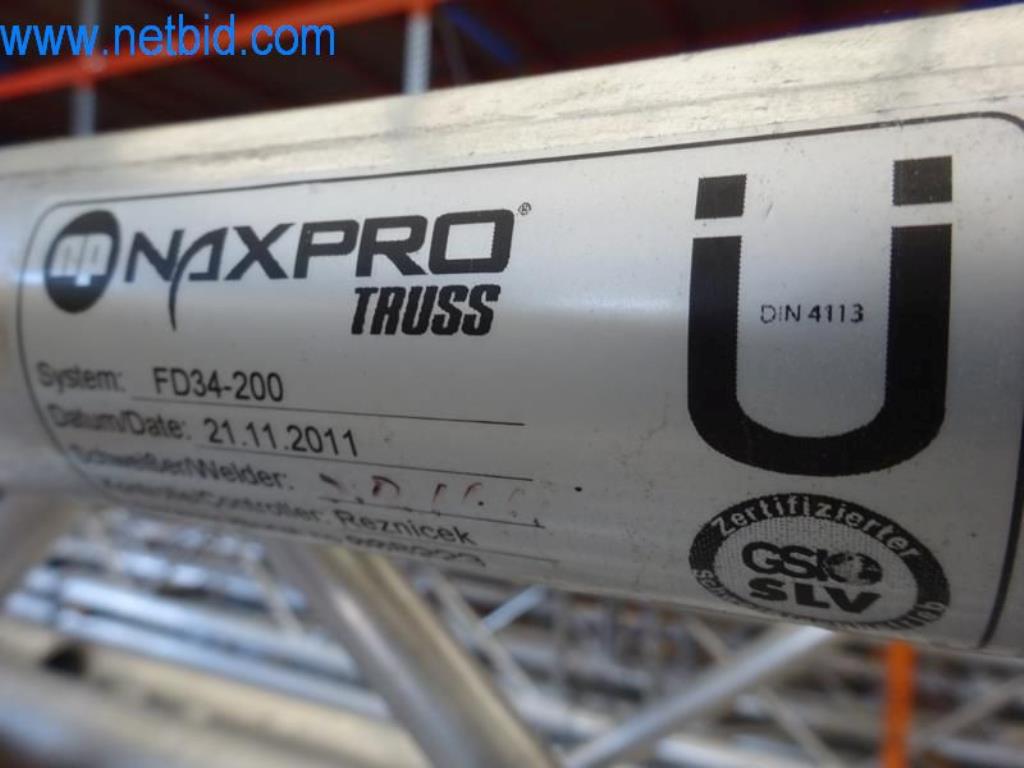 www.netbid.com
np NAXPRO®
TRUSS
System: FD34-200
Datum/Date: 21.11.2011
Schweißer/Welder:
Kontrolle/Controller: Reznicek
Ü
DIN 4113
Zertifizierter
GSI
SLV